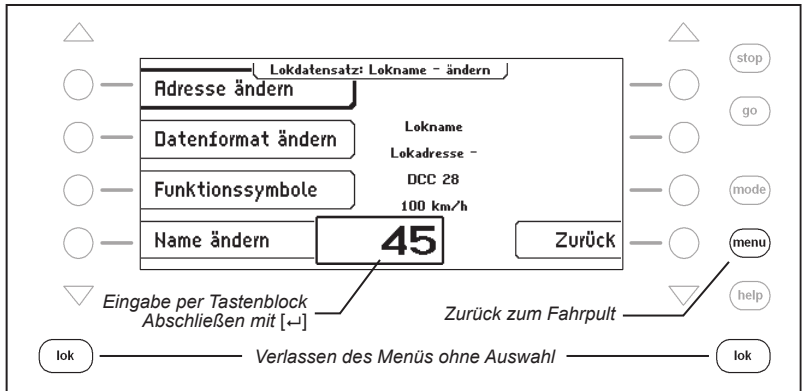 stop
Lokdatensatz: Lokname - ändern
Adresse ändern
go
Datenformat ändern
Lokname
Lokadresse -
Funktionssymbole
DCC 28
100 km/h
mode
Name ändern
45
Zurück
menu
Eingabe per Tastenblock
Abschließen mit [↵]
Zurück zum Fahrpult
help
lok
Verlassen des Menüs ohne Auswahl
lok